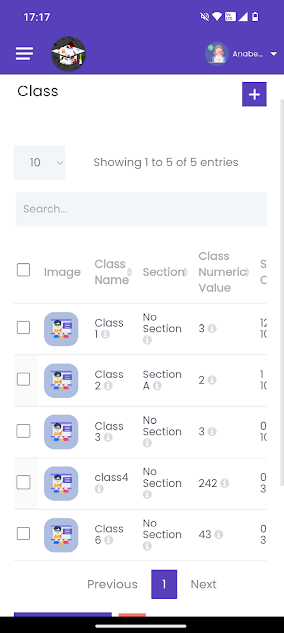 17:17
Anabe...
Class
+
10
Showing 1 to 5 of 5 entries
Search...
Image Class Name Section Class Numeric Value
Class 1 No Section 3
Class 2 Section A 2
Class 3 No Section 3
class4 No Section 242
Class 6 No Section 43
Previous 1 Next